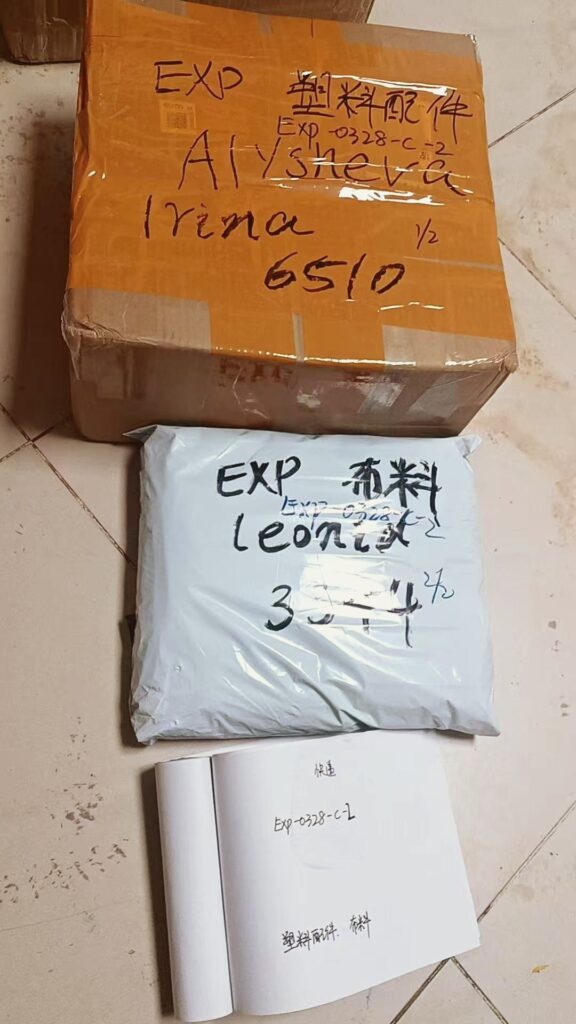 EXP 塑料配件
Exp-0328-C-2
Alysheva
Irina 1/2
6510
EXP 布料
Exp-0328-C-2
leonid
2/2
快递
Exp-0328-C-2
塑料配件. 布料